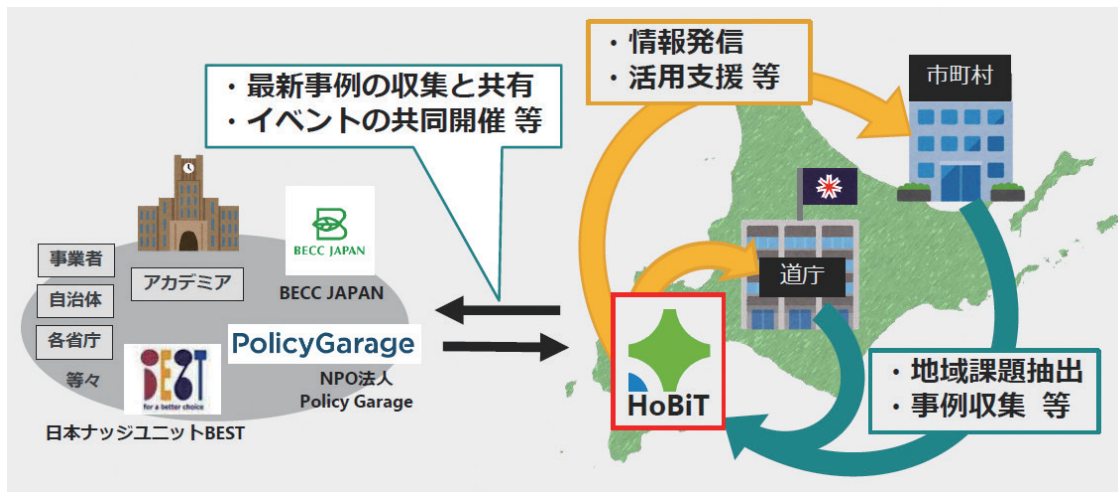 ・最新事例の収集と共有
・イベントの共同開催 等
・情報発信
・活用支援 等
市町村
事業者
自治体
各省庁
等々
アカデミア
BECC JAPAN
BECC JAPAN
PolicyGarage
NPO法人
Policy Garage
BEST
for a better choice
日本ナッジユニットBEST
道庁
HoBiT
・地域課題抽出
・事例収集 等